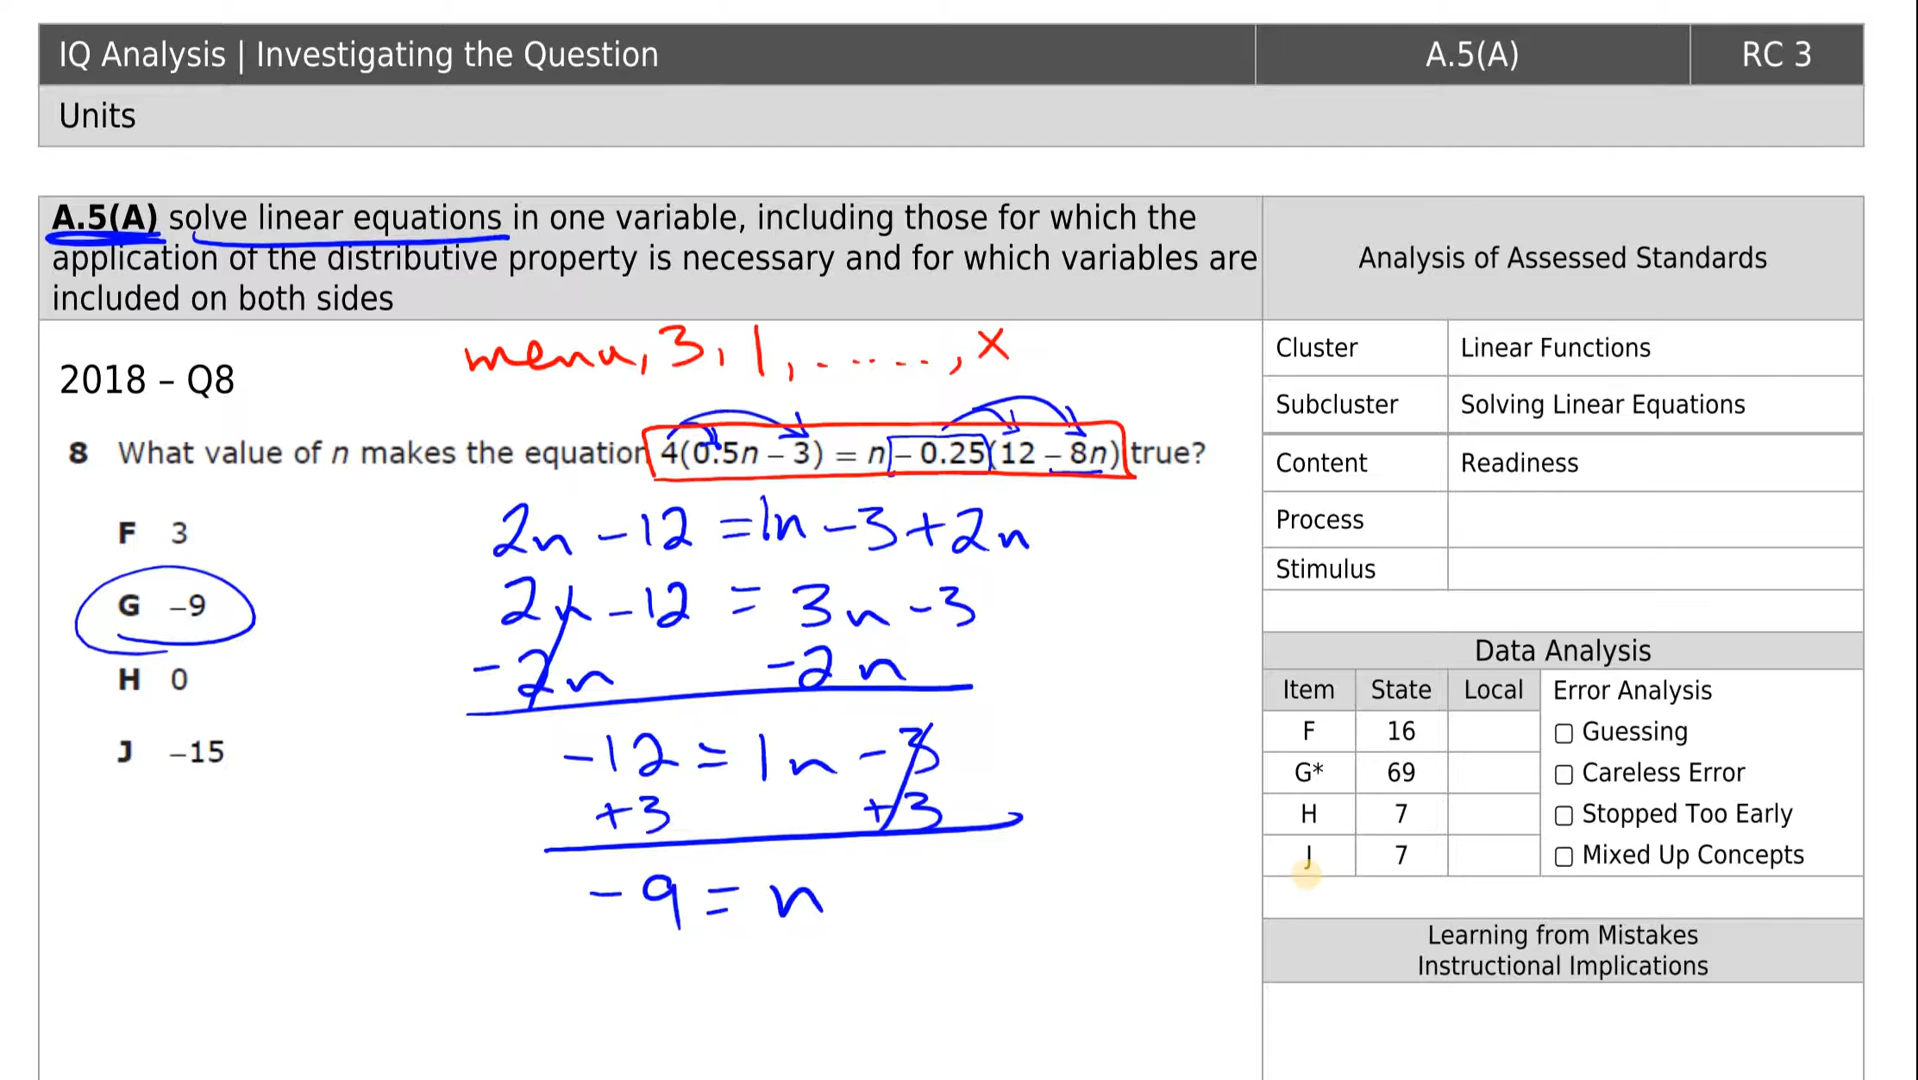 IQ Analysis | Investigating the Question A.5(A) RC 3
Units
A.5(A) solve linear equations in one variable, including those for which the
application of the distributive property is necessary and for which variables are
included on both sides
Analysis of Assessed Standards
menu, 3, 1, ....., x
2018 – Q8
8 What value of n makes the equation 4(0.5n – 3) = n – 0.25(12 – 8n) true?
F 3
G –9
H 0
J –15
2n - 12 = 1n - 3 + 2n
2n - 12 = 3n - 3
- 2n - 2n
-12 = 1n - 3
+3 +3
-9 = n
Cluster Linear Functions
Subcluster Solving Linear Equations
Content Readiness
Process
Stimulus
Data Analysis
Item State Local Error Analysis
F 16 ☐ Guessing
G* 69 ☐ Careless Error
H 7 ☐ Stopped Too Early
J 7 ☐ Mixed Up Concepts
Learning from Mistakes
Instructional Implications